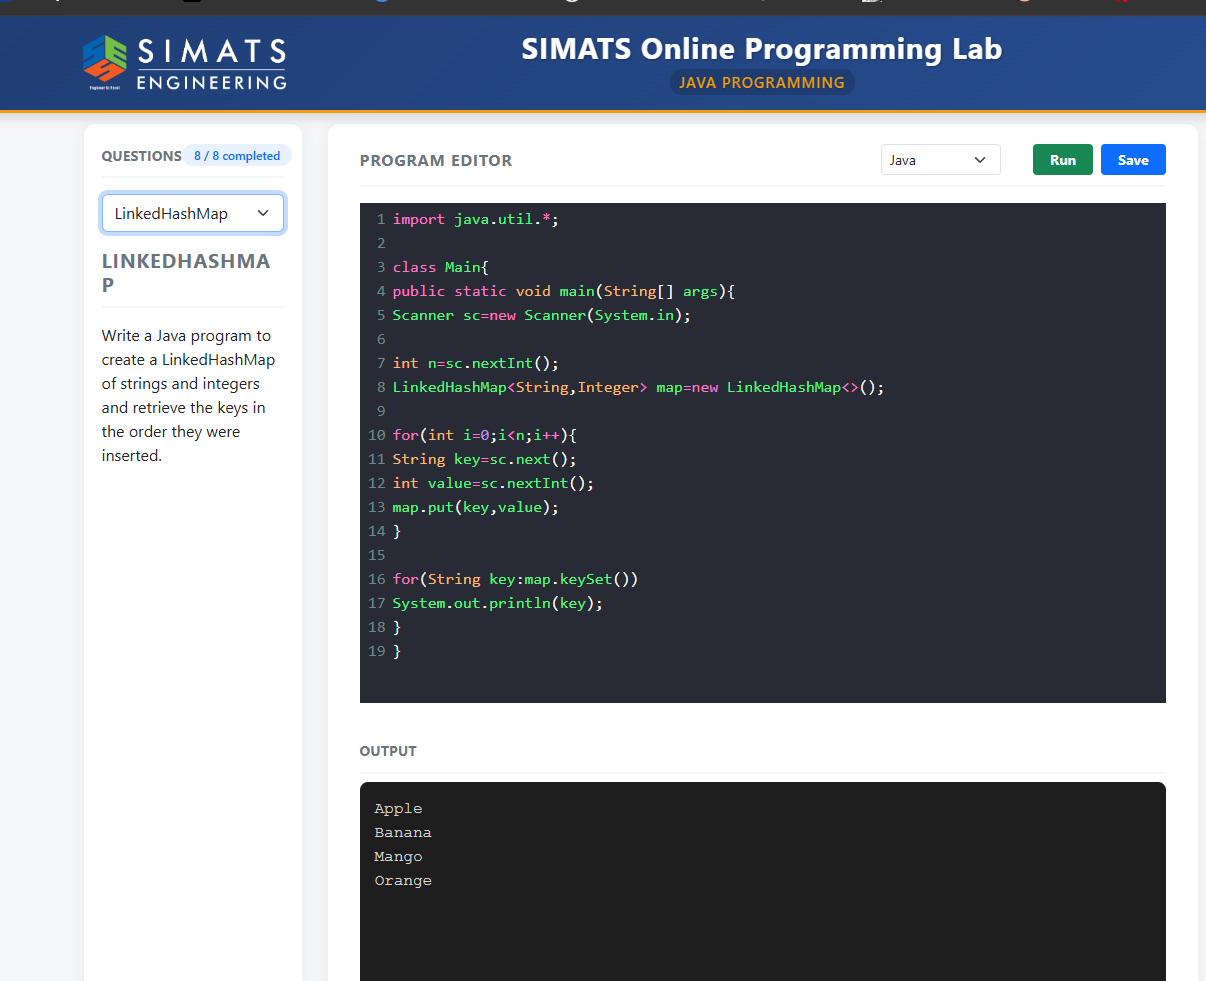 SIMATS
ENGINEERING
Engineer to Excel
SIMATS Online Programming Lab
JAVA PROGRAMMING
QUESTIONS 8 / 8 completed
LinkedHashMap
LINKEDHASHMA
P
Write a Java program to
create a LinkedHashMap
of strings and integers
and retrieve the keys in
the order they were
inserted.
PROGRAM EDITOR Java Run Save
1 import java.util.*;
2
3 class Main{
4 public static void main(String[] args){
5 Scanner sc=new Scanner(System.in);
6
7 int n=sc.nextInt();
8 LinkedHashMap<String,Integer> map=new LinkedHashMap<>();
9
10 for(int i=0;i<n;i++){
11 String key=sc.next();
12 int value=sc.nextInt();
13 map.put(key,value);
14 }
15
16 for(String key:map.keySet())
17 System.out.println(key);
18 }
19 }
OUTPUT
Apple
Banana
Mango
Orange